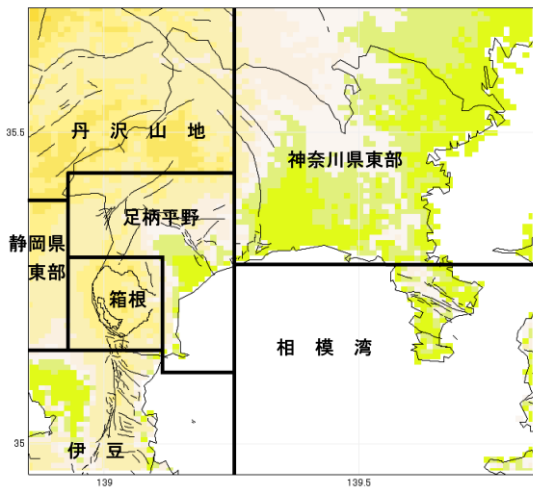 35.5
丹沢山地
神奈川県東部
足柄平野
静岡県
東部
箱根
相模湾
35
伊豆
139
139.5